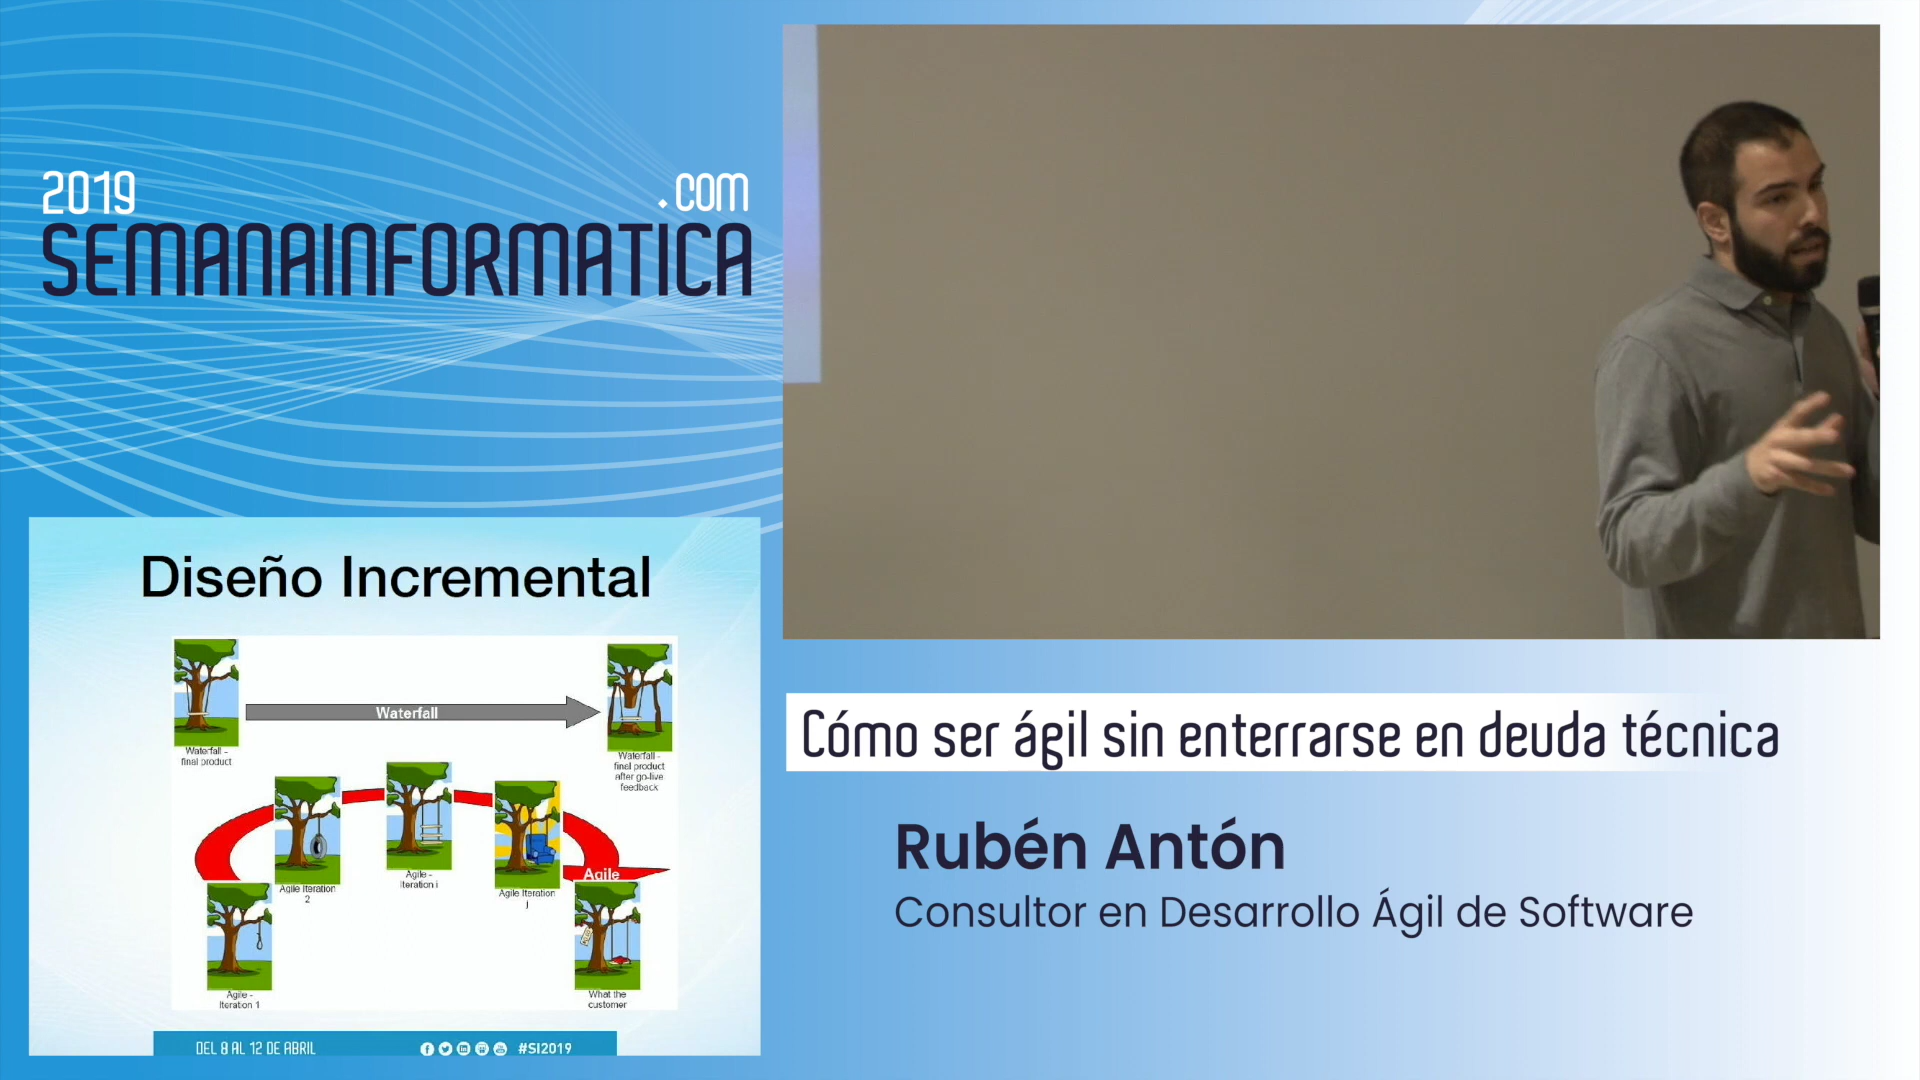 2019
.COM
SEMANAINFORMATICA
Diseño Incremental
Waterfall
Waterfall -
final product
Waterfall -
final product
after go-live
feedback
Agile
Agile Iteration
2
Agile -
Iteration i
Agile Iteration
j
Agile -
Iteration 1
What the
customer
DEL 8 AL 12 DE ABRIL
#SI2019
Cómo ser ágil sin enterrarse en deuda técnica
Rubén Antón
Consultor en Desarrollo Ágil de Software